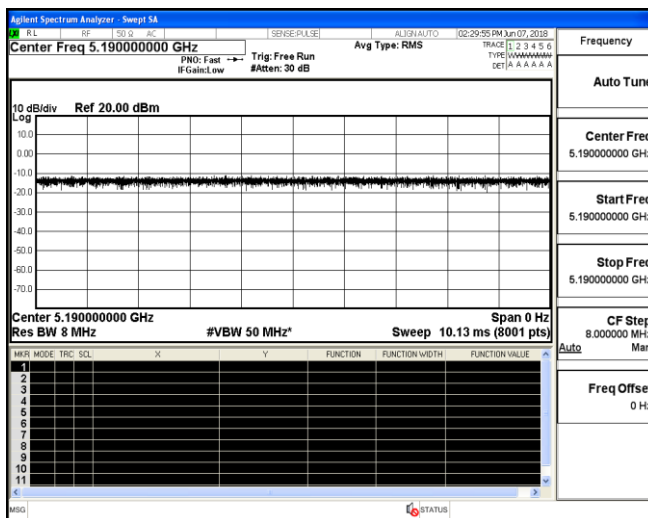 Agilent Spectrum Analyzer - Swept SA
RL RF 50 Ω AC SENSE:PULSE ALIGN AUTO 02:29:55 PM Jun 07, 2018
Center Freq 5.190000000 GHz
PNO: Fast Trig: Free Run
IFGain:Low #Atten: 30 dB
Avg Type: RMS
TRACE 1 2 3 4 5 6
TYPE
DET A A A A A A
10 dB/div Ref 20.00 dBm
Log
10.0
0.00
-10.0
-20.0
-30.0
-40.0
-50.0
-60.0
-70.0
Center 5.190000000 GHz Span 0 Hz
Res BW 8 MHz #VBW 50 MHz* Sweep 10.13 ms (8001 pts)
MKR MODE TRC SCL X Y FUNCTION FUNCTION WIDTH FUNCTION VALUE
1
2
3
4
5
6
7
8
9
10
11
MSG STATUS
Frequency
Auto Tune
Center Freq
5.190000000 GHz
Start Freq
5.190000000 GHz
Stop Freq
5.190000000 GHz
CF Step
8.000000 MHz
Auto Man
Freq Offset
0 Hz